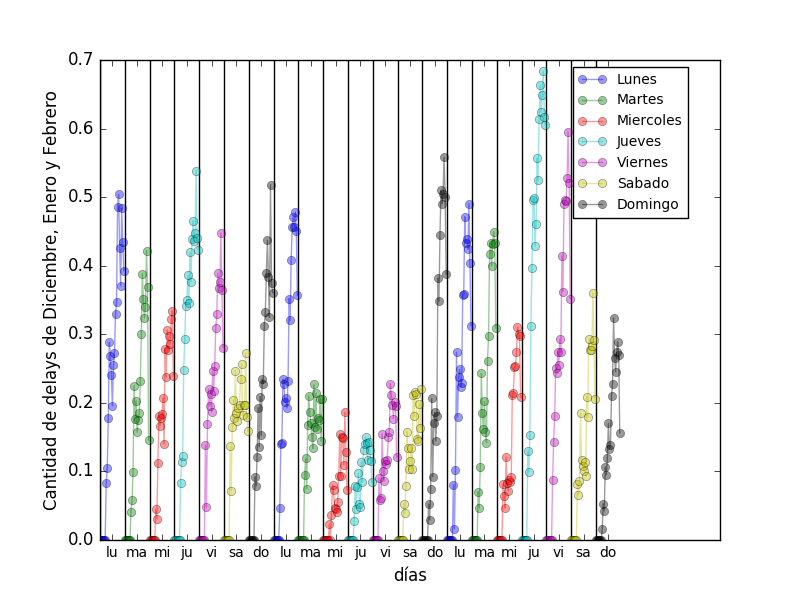 0.7
0.6
0.5
0.4
0.3
0.2
0.1
0.0
Cantidad de delays de Diciembre, Enero y Febrero
Lunes
Martes
Miercoles
Jueves
Viernes
Sabado
Domingo
lu ma mi ju vi sa do lu ma mi ju vi sa do lu ma mi ju vi sa do
días